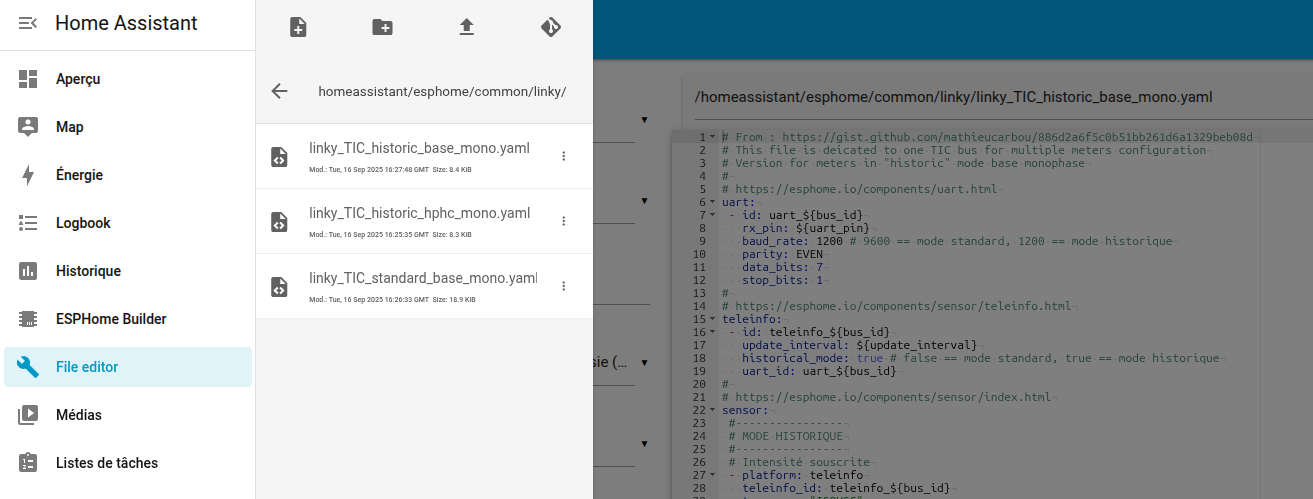 Home Assistant
Aperçu
Map
Énergie
Logbook
Historique
ESPHome Builder
File editor
Médias
Listes de tâches
homeassistant/esphome/common/linky/
linky_TIC_historic_base_mono.yaml
Mod.: Tue, 16 Sep 2025 16:27:48 GMT Size: 8.4 KiB
linky_TIC_historic_hphc_mono.yaml
Mod.: Tue, 16 Sep 2025 16:25:35 GMT Size: 8.3 KiB
linky_TIC_standard_base_mono.yaml
Mod.: Tue, 16 Sep 2025 16:26:33 GMT Size: 18.9 KiB
sie (...
/homeassistant/esphome/common/linky/linky_TIC_historic_base_mono.yaml
1 # From : https://gist.github.com/mathieucarbou/886d2a6f5c0b51bb261d6a1329beb08d
2 # This file is deicated to one TIC bus for multiple meters configuration
3 # Version for meters in "historic" mode base monophase
4 #
5 # https://esphome.io/components/uart.html
6 uart:
7 - id: uart_${bus_id}
8 rx_pin: ${uart_pin}
9 baud_rate: 1200 # 9600 == mode standard, 1200 == mode historique
10 parity: EVEN
11 data_bits: 7
12 stop_bits: 1
13 #
14 # https://esphome.io/components/sensor/teleinfo.html
15 teleinfo:
16 - id: teleinfo_${bus_id}
17 update_interval: ${update_interval}
18 historical_mode: true # false == mode standard, true == mode historique
19 uart_id: uart_${bus_id}
20 #
21 # https://esphome.io/components/sensor/index.html
22 sensor:
23 #----------------
24 # MODE HISTORIQUE
25 #----------------
26 # Intensité souscrite
27 - platform: teleinfo
28 teleinfo_id: teleinfo_${bus_id}